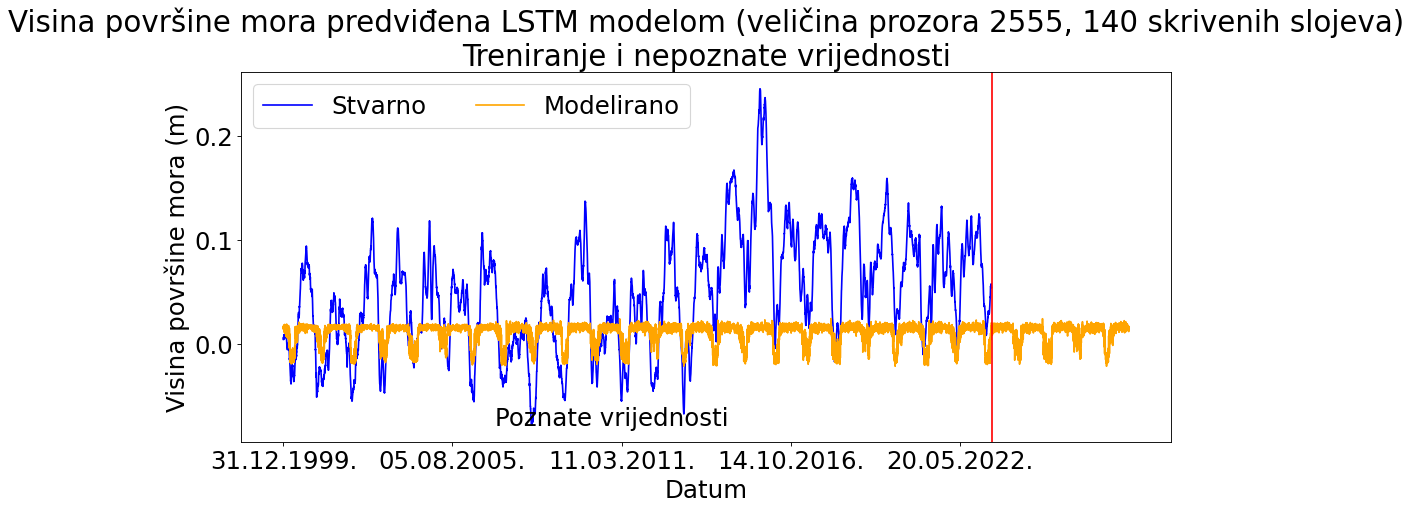 Visina površine mora predviđena LSTM modelom (veličina prozora 2555, 140 skrivenih slojeva)
Treniranje i nepoznate vrijednosti
Stvarno
Modelirano
Visina površine mora (m)
0.2
0.1
0.0
Poznate vrijednosti
31.12.1999.
05.08.2005.
11.03.2011.
14.10.2016.
20.05.2022.
Datum